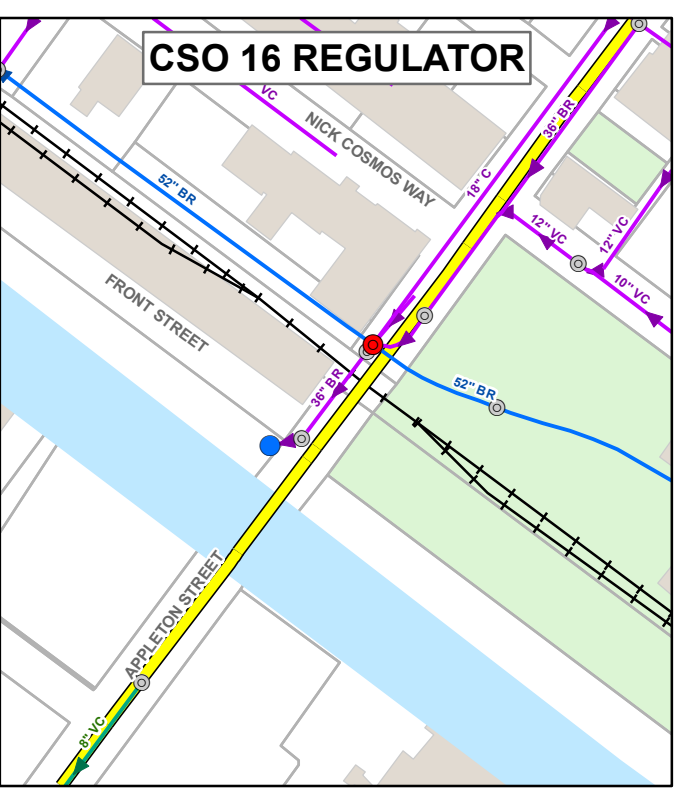 CSO 16 REGULATOR
VC
NICK COSMOS WAY
36" BR
18" C
52" BR
12" VC
12" VC
10" VC
FRONT STREET
36" BR
52" BR
APPLETON STREET
8" VC